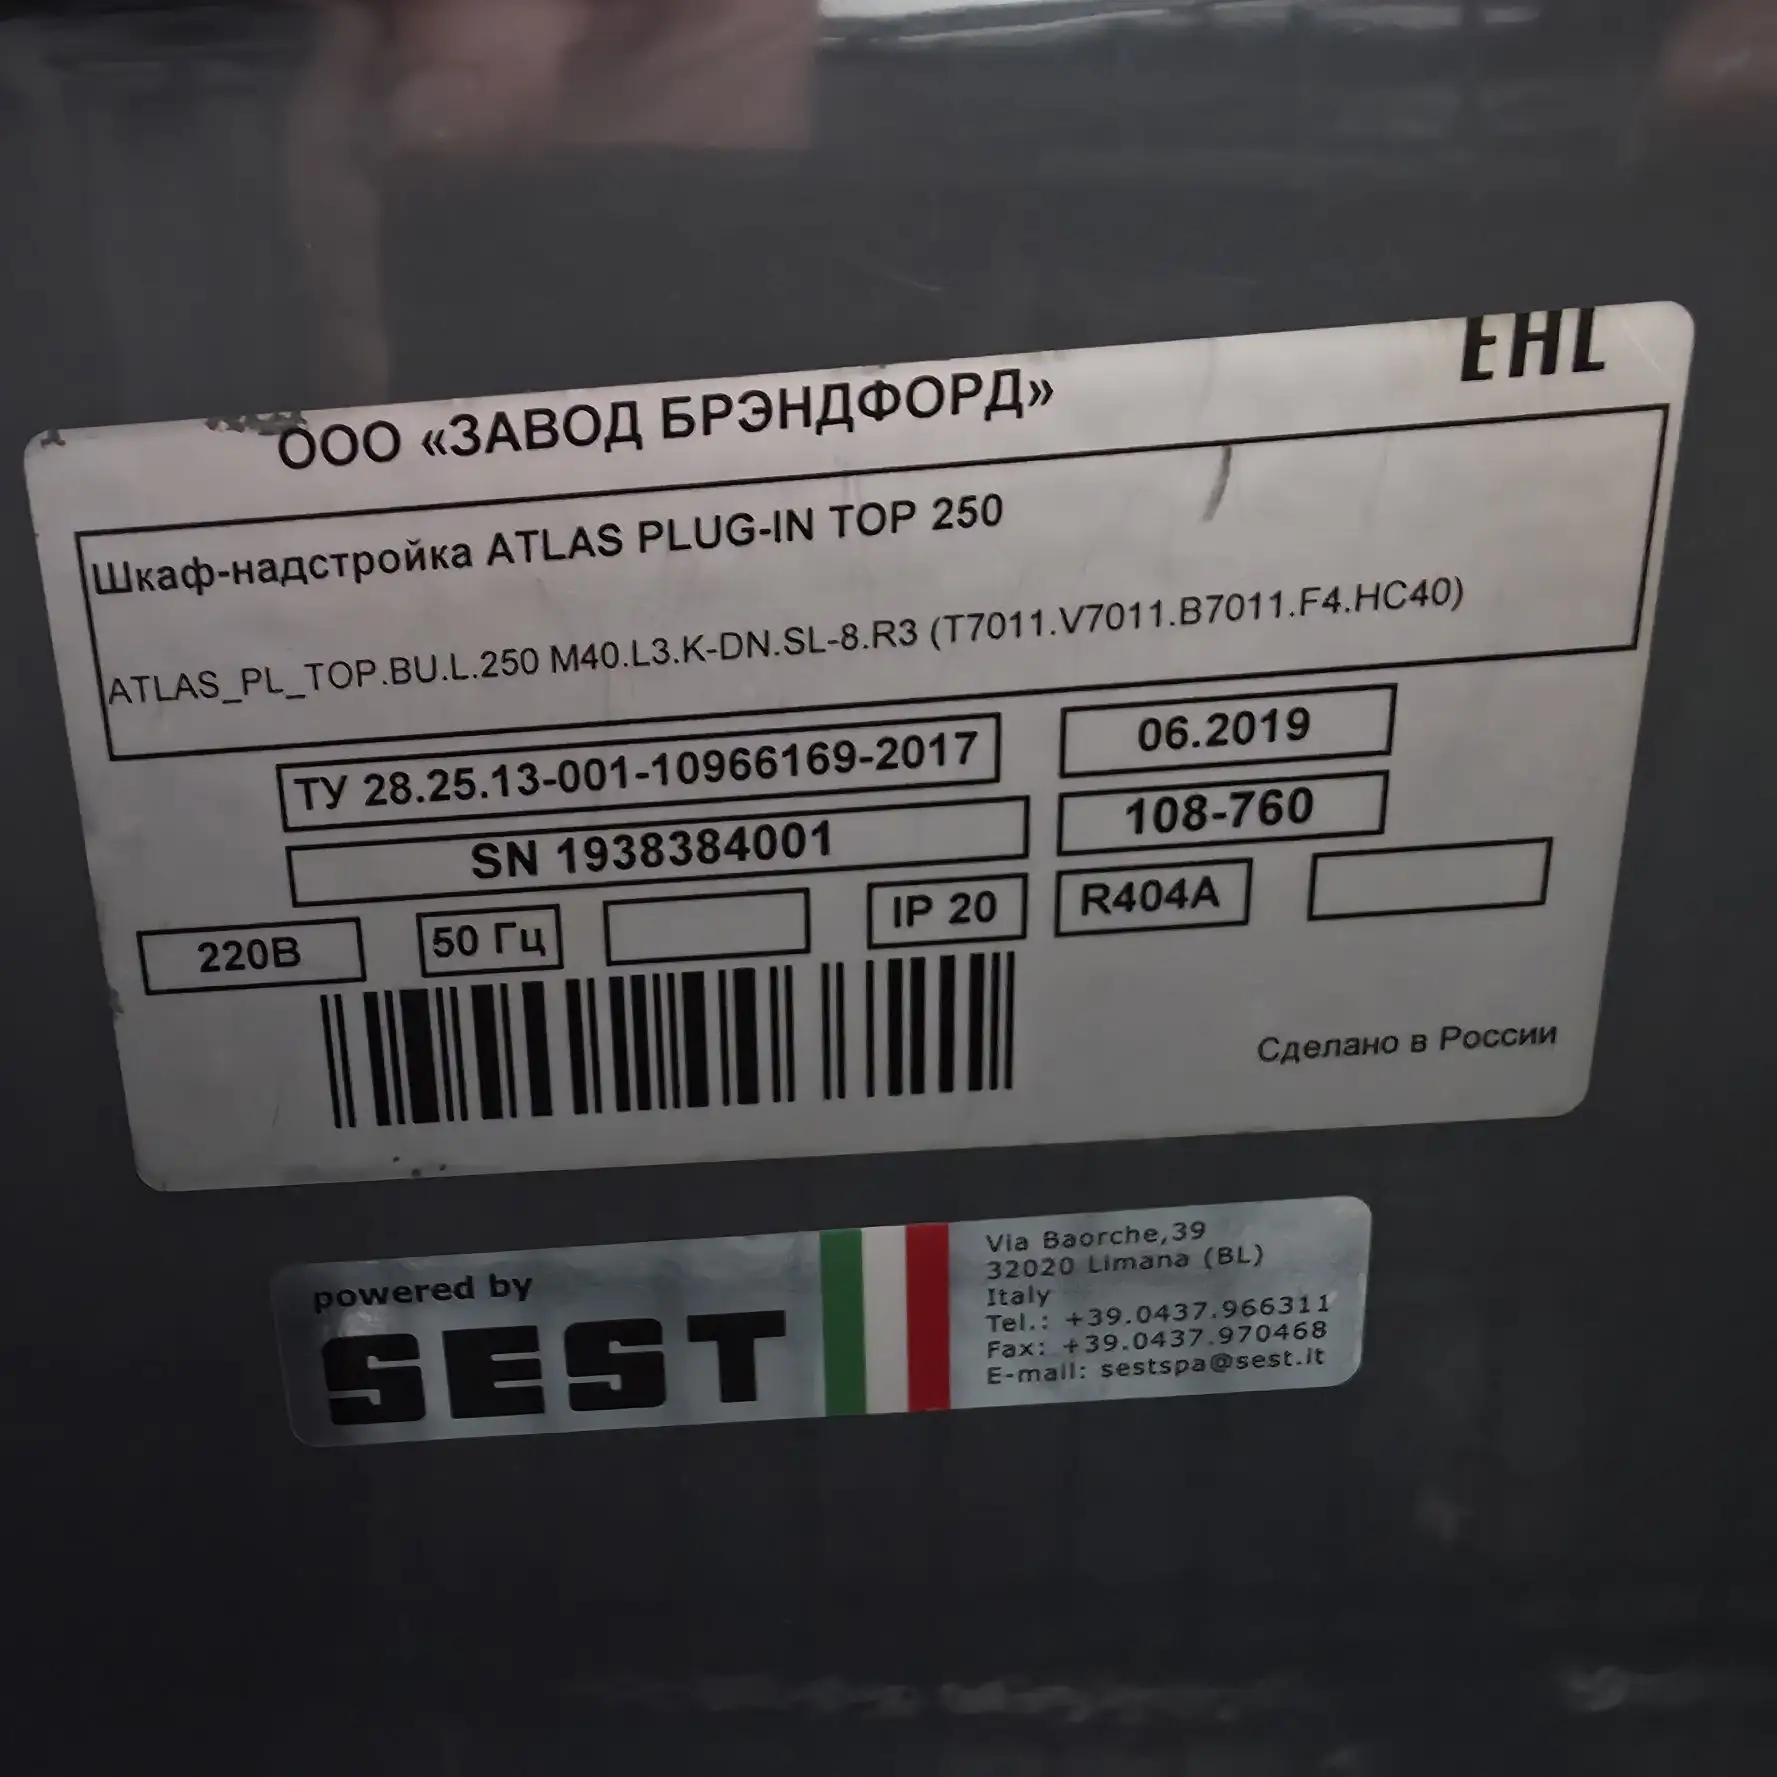 EAC
ООО «ЗАВОД БРЭНДФОРД»
Шкаф-надстройка ATLAS PLUG-IN TOP 250
ATLAS_PL_TOP.BU.L.250 M40.L3.K-DN.SL-8.R3 (T7011.V7011.B7011.F4.HC40)
ТУ 28.25.13-001-10966169-2017
06.2019
SN 1938384001
108-760
220В
50 Гц
IP 20
R404A
Сделано в России
powered by
SEST
Via Baorche,39
32020 Limana (BL)
Italy
Tel.: +39.0437.966311
Fax: +39.0437.970468
E-mail: sestspa@sest.it